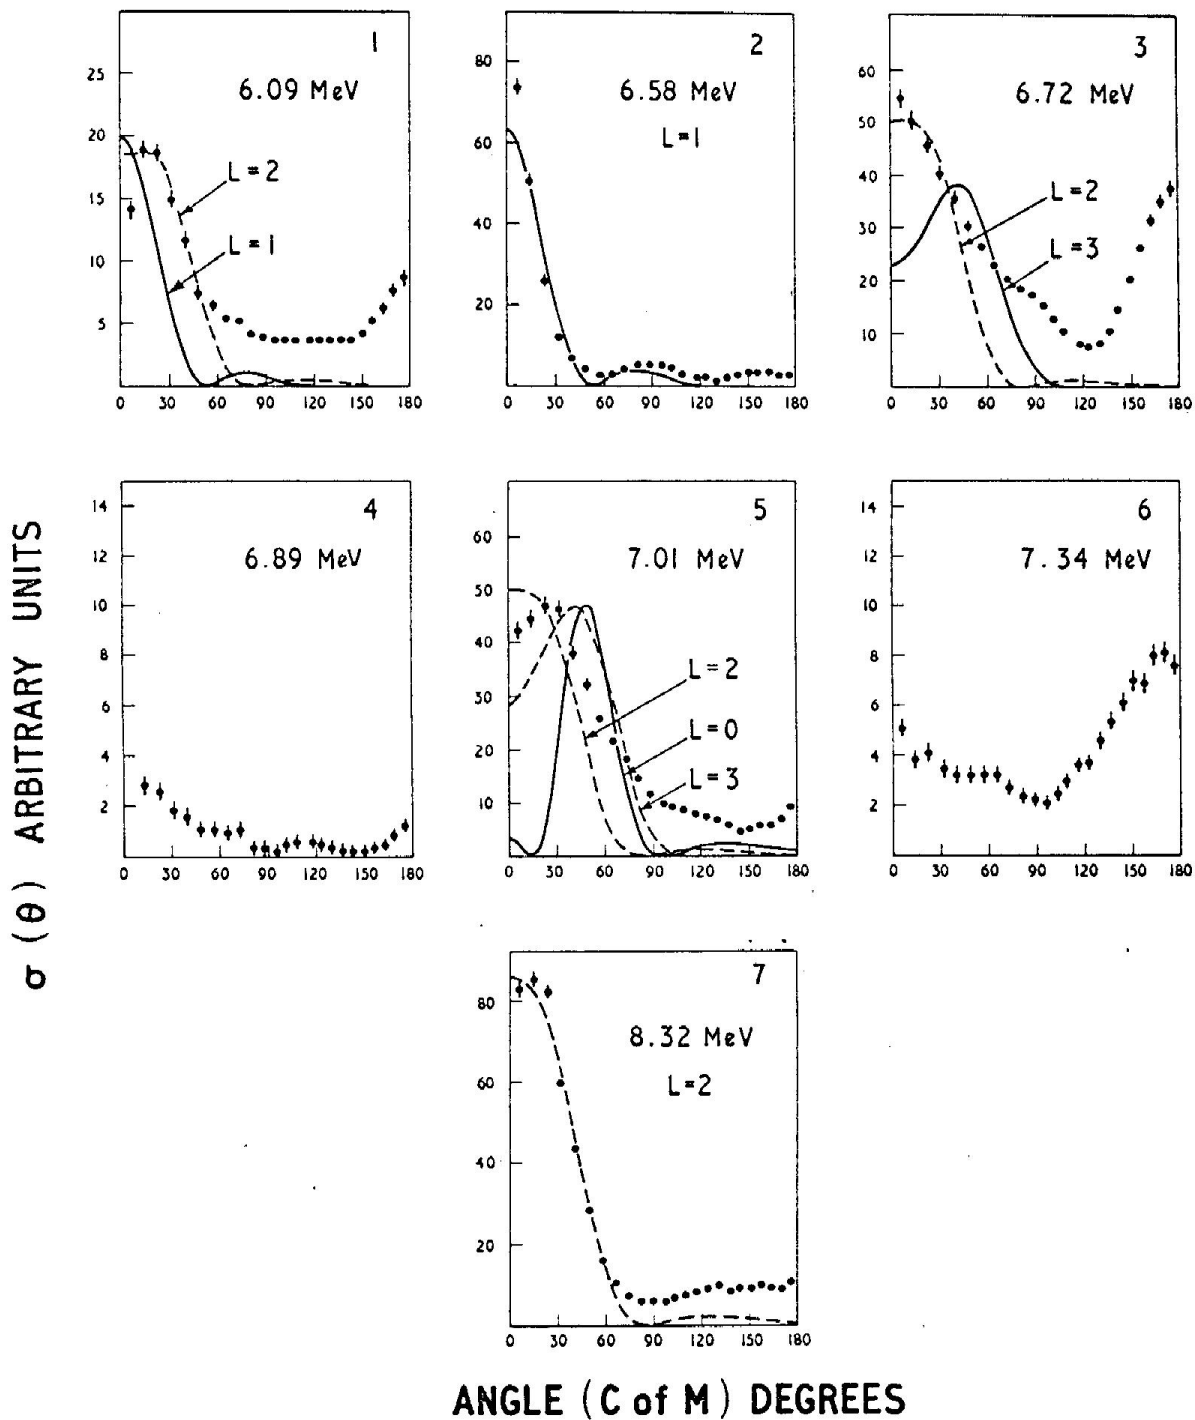 1
6.09 MeV
25
20
15
10
5
L=2
L=1
0 30 60 90 120 150 180
2
6.58 MeV
L=1
80
60
40
20
0 30 60 90 120 150 180
3
6.72 MeV
60
50
40
30
20
10
L=2
L=3
0 30 60 90 120 150 180
4
6.89 MeV
14
12
10
8
6
4
2
0 30 60 90 120 150 180
5
7.01 MeV
60
50
40
30
20
10
L=2
L=0
L=3
0 30 60 90 120 150 180
6
7.34 MeV
14
12
10
8
6
4
2
0 30 60 90 120 150 180
7
8.32 MeV
L=2
80
60
40
20
0 30 60 90 120 150 180
σ (θ) ARBITRARY UNITS
ANGLE (C of M) DEGREES